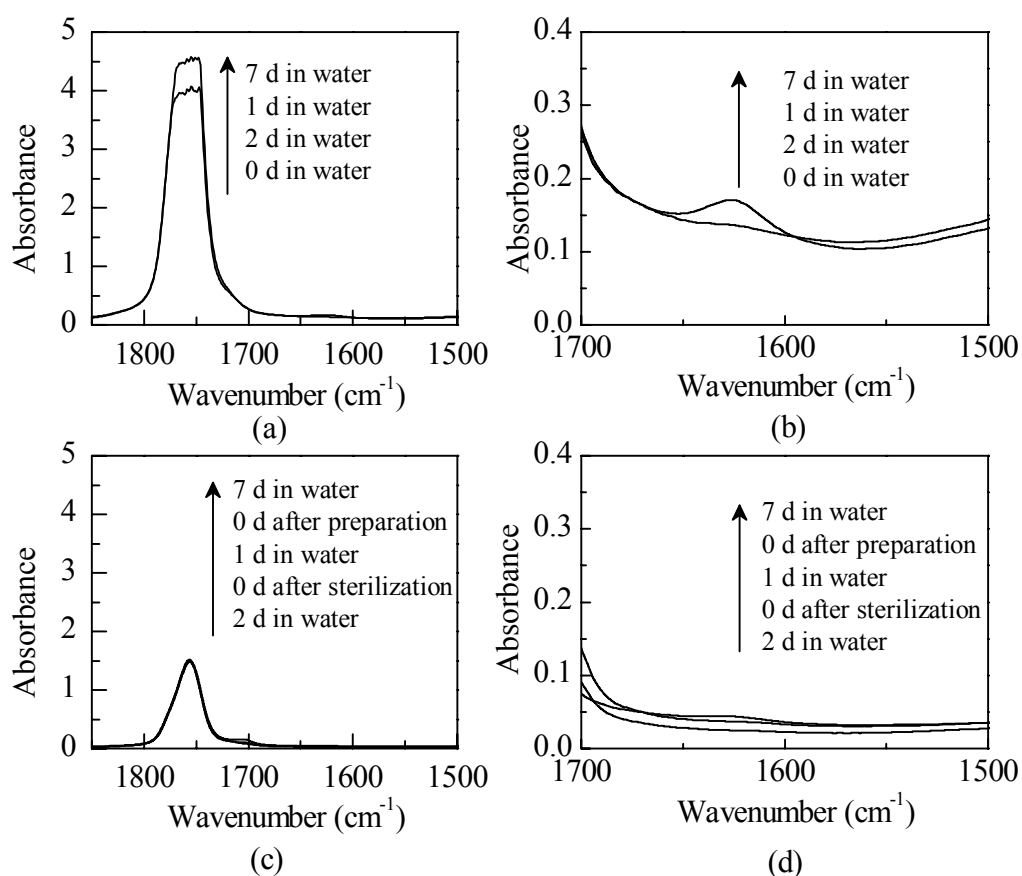 5
4
3
2
1
0
Absorbance
7 d in water
1 d in water
2 d in water
0 d in water
1800 1700 1600 1500
Wavenumber (cm-1)
(a)
0.4
0.3
0.2
0.1
0.0
Absorbance
7 d in water
1 d in water
2 d in water
0 d in water
1700 1600 1500
Wavenumber (cm-1)
(b)
5
4
3
2
1
0
Absorbance
7 d in water
0 d after preparation
1 d in water
0 d after sterilization
2 d in water
1800 1700 1600 1500
Wavenumber (cm-1)
(c)
0.4
0.3
0.2
0.1
0.0
Absorbance
7 d in water
0 d after preparation
1 d in water
0 d after sterilization
2 d in water
1700 1600 1500
Wavenumber (cm-1)
(d)